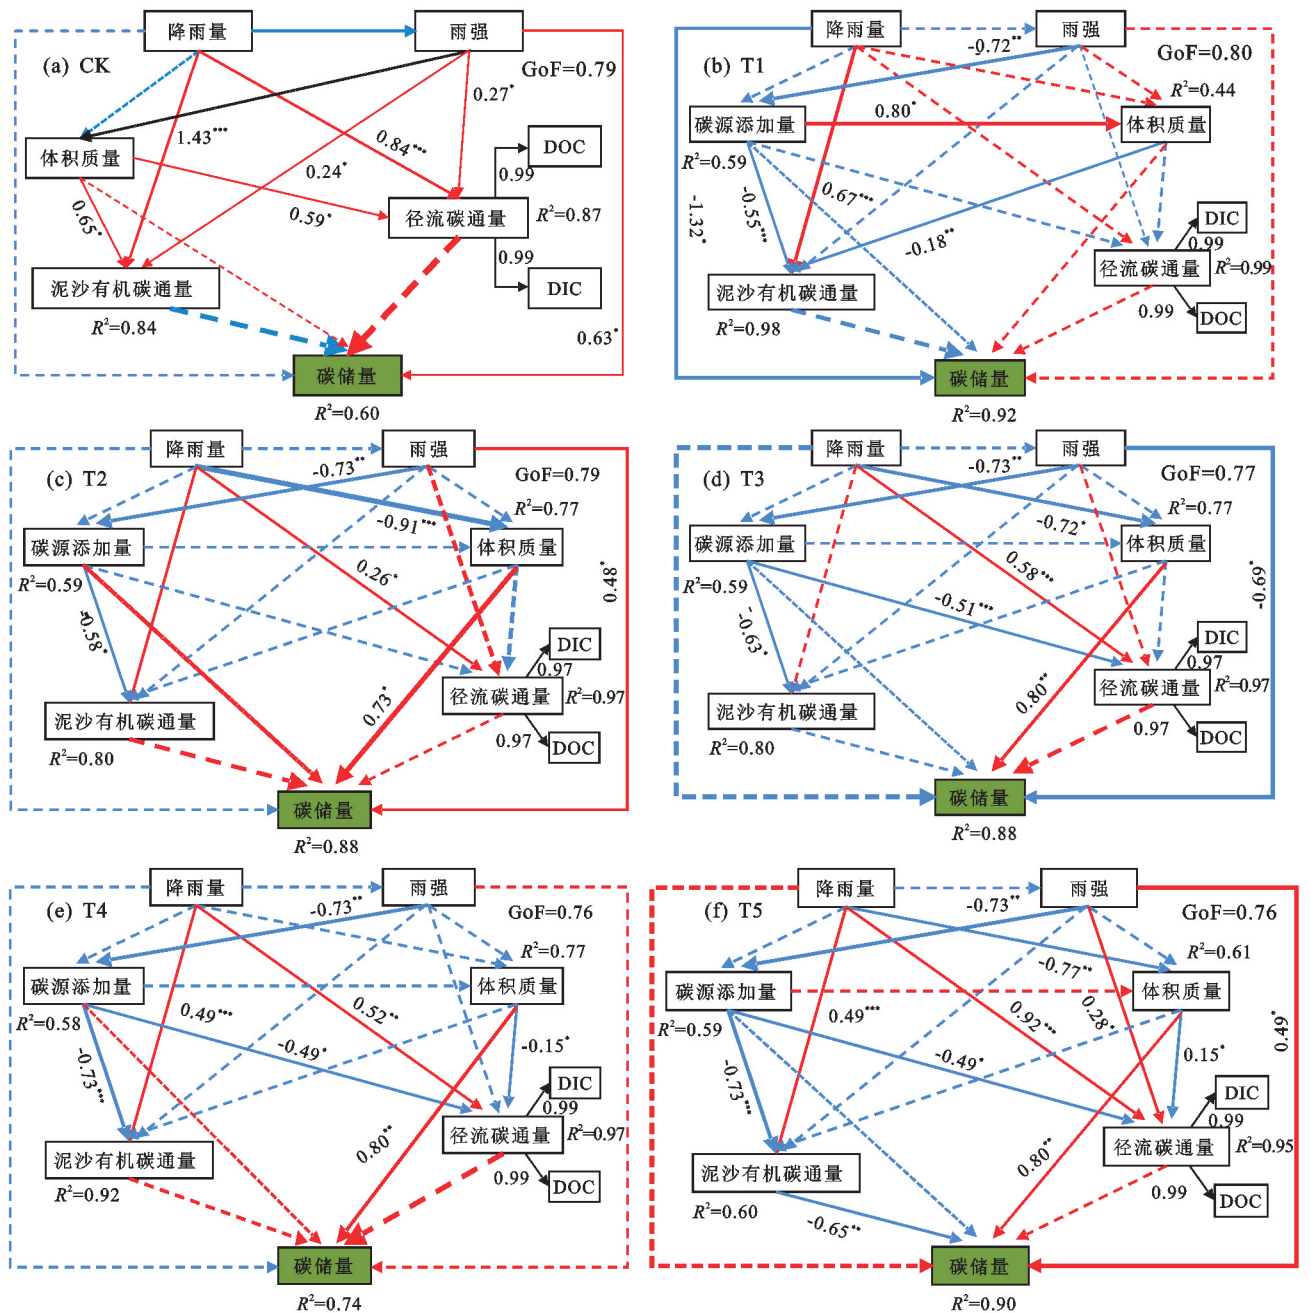 降雨量
雨强
(a) CK
GoF=0.79
0.27*
1.43***
0.84***
体积质量
DOC
0.99
0.24*
0.65*
0.59*
径流碳通量
R²=0.87
0.99
泥沙有机碳通量
DIC
R²=0.84
0.63*
碳储量
R²=0.60
降雨量
雨强
-0.72**
(b) T1
GoF=0.80
R²=0.44
碳源添加量
0.80*
体积质量
R²=0.59
-1.32*
-0.55***
0.67***
-0.18**
DIC
0.99
径流碳通量
R²=0.99
泥沙有机碳通量
0.99
DOC
R²=0.98
碳储量
R²=0.92
降雨量
雨强
-0.73**
(c) T2
GoF=0.79
R²=0.77
-0.91***
碳源添加量
体积质量
R²=0.59
0.26*
0.48*
-0.58*
DIC
0.97
径流碳通量
R²=0.97
0.73*
泥沙有机碳通量
0.97
DOC
R²=0.80
碳储量
R²=0.88
降雨量
雨强
-0.73**
(d) T3
GoF=0.77
R²=0.77
-0.72*
碳源添加量
体积质量
R²=0.59
0.58***
-0.69*
-0.51***
-0.63*
DIC
0.97
径流碳通量
R²=0.97
0.80**
泥沙有机碳通量
0.97
DOC
R²=0.80
碳储量
R²=0.88
降雨量
雨强
-0.73**
(e) T4
GoF=0.76
R²=0.77
碳源添加量
体积质量
R²=0.58
0.49***
0.52**
-0.49*
-0.15*
-0.73***
DIC
0.99
径流碳通量
R²=0.97
0.80**
泥沙有机碳通量
0.99
DOC
R²=0.92
碳储量
R²=0.74
降雨量
雨强
-0.73**
(f) T5
GoF=0.76
R²=0.61
-0.77**
碳源添加量
体积质量
R²=0.59
0.49***
0.92***
0.28*
0.49*
-0.49*
0.15*
-0.73***
DIC
0.99
径流碳通量
R²=0.95
0.80**
泥沙有机碳通量
0.99
DOC
R²=0.60
-0.65**
碳储量
R²=0.90